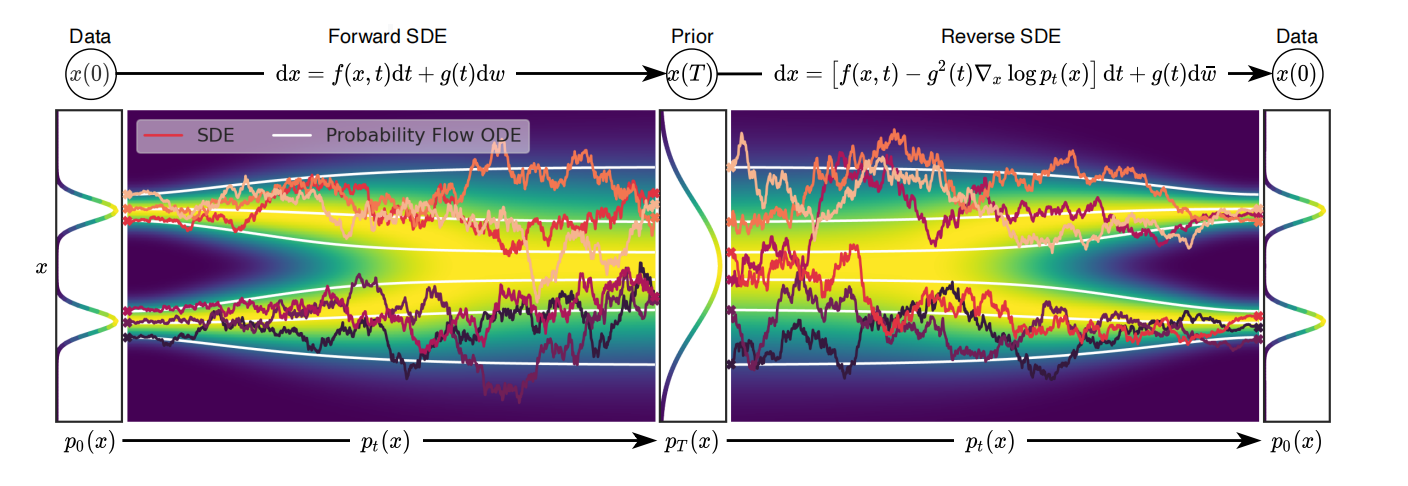 Data Forward SDE Prior Reverse SDE Data
x(0) dx = f(x, t)dt + g(t)dw x(T) dx = [f(x, t) − g²(t)∇ₓ log pₜ(x)] dt + g(t)dw̄ x(0)
SDE Probability Flow ODE
x
p₀(x) pₜ(x) p_T(x) pₜ(x) p₀(x)